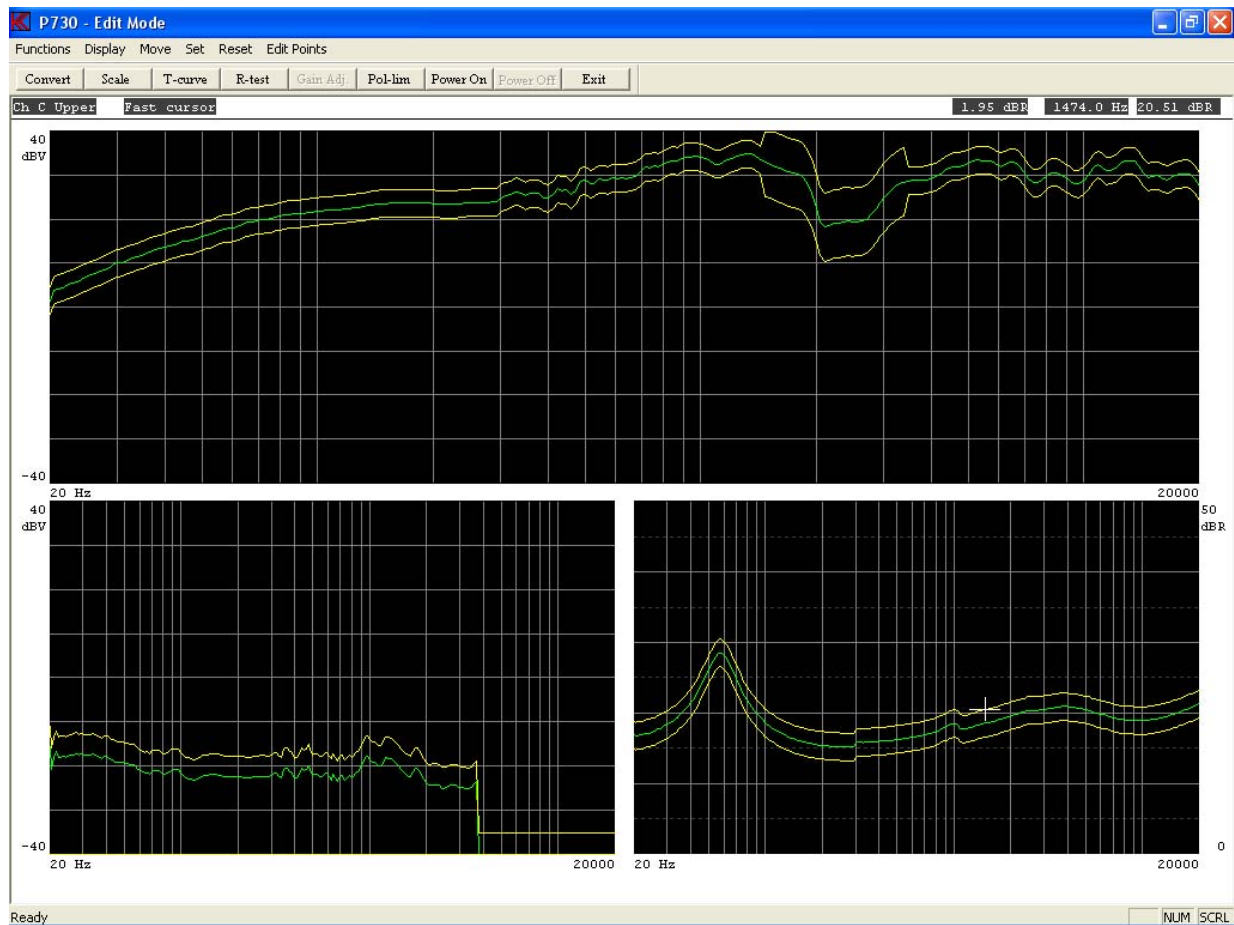 P730 - Edit Mode
Functions Display Move Set Reset Edit Points
Convert Scale T-curve R-test Gain Adj. Pol-lim Power On Power Off Exit
Ch C Upper Fast cursor 1.95 dBR 1474.0 Hz 20.51 dBR
40
dBV
-40
20 Hz 20000
40
dBV
-40
20 Hz 20000
50
dBR
0
20 Hz 20000
Ready NUM SCRL